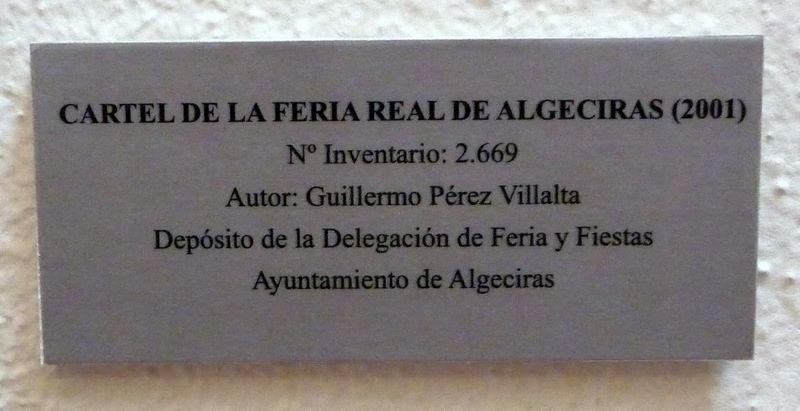 CARTEL DE LA FERIA REAL DE ALGECIRAS (2001)
Nº Inventario: 2.669
Autor: Guillermo Pérez Villalta
Depósito de la Delegación de Feria y Fiestas
Ayuntamiento de Algeciras